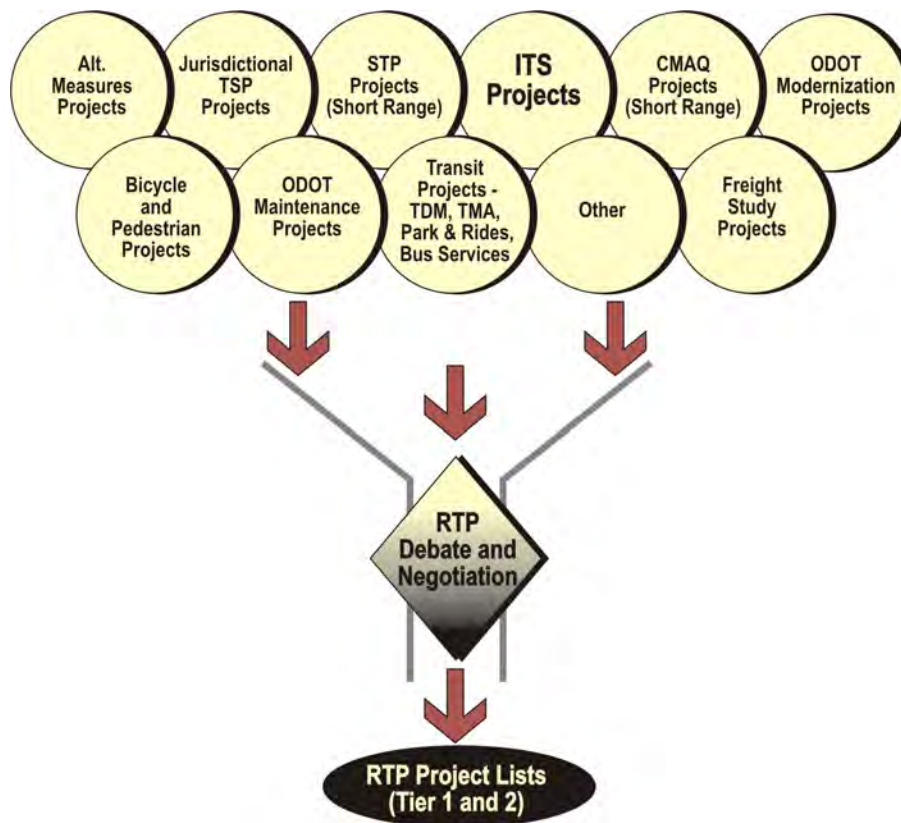 Alt.
Measures
Projects
Jurisdictional
TSP
Projects
STP
Projects
(Short Range)
ITS
Projects
CMAQ
Projects
(Short Range)
ODOT
Modernization
Projects
Bicycle
and
Pedestrian
Projects
ODOT
Maintenance
Projects
Transit
Projects -
TDM, TMA,
Park & Rides,
Bus Services
Other
Freight
Study
Projects
RTP
Debate and
Negotiation
RTP Project Lists
(Tier 1 and 2)